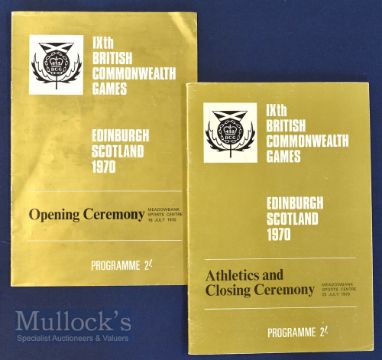 IXth
BRITISH
COMMONWEALTH
GAMES
EDINBURGH
SCOTLAND
1970
Opening Ceremony
MEADOWBANK
SPORTS CENTRE
16 JULY 1970
PROGRAMME 2/
IXth
BRITISH
COMMONWEALTH
GAMES
EDINBURGH
SCOTLAND
1970
Athletics and
Closing Ceremony
MEADOWBANK
SPORTS CENTRE
JULY 1970
PROGRAMME 2/
Mullock's
Specialist Auctioneers & Valuers